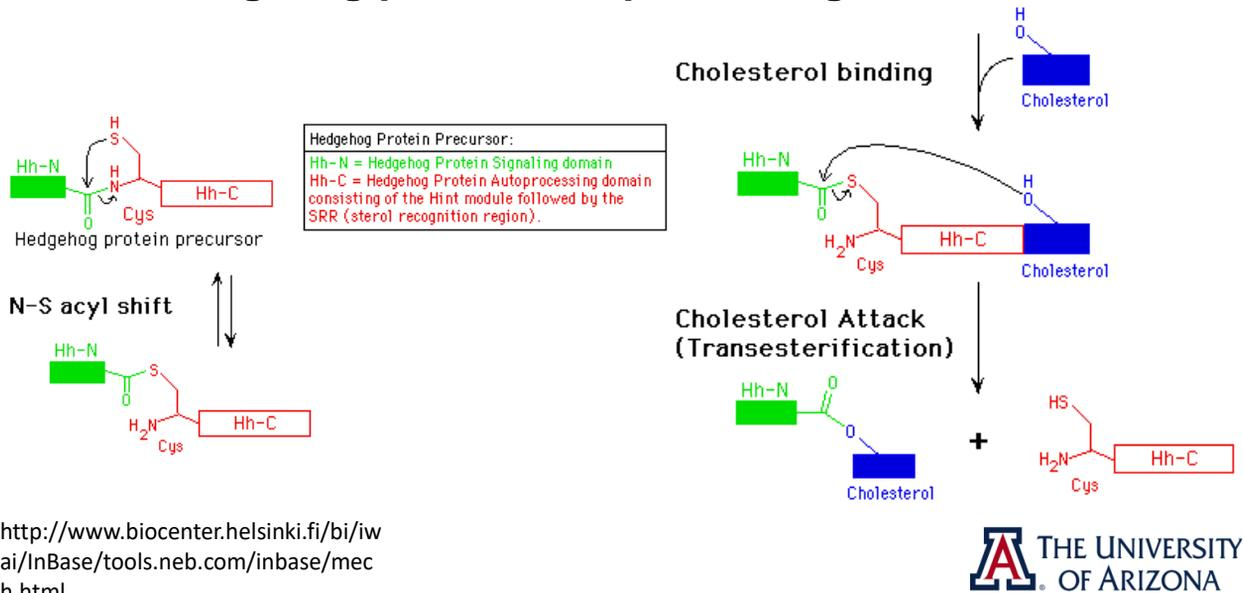 H
S
Hh-N
H
N
O
Cys
Hh-C
Hedgehog protein precursor
N-S acyl shift
Hh-N
S
O
H2N
Cys
Hh-C
Hedgehog Protein Precursor:
Hh-N = Hedgehog Protein Signaling domain
Hh-C = Hedgehog Protein Autoprocessing domain
consisting of the Hint module followed by the
SRR (sterol recognition region).
Cholesterol binding
H
O
Cholesterol
Hh-N
S
O
H2N
Cys
Hh-C
H
O
Cholesterol
Cholesterol Attack
(Transesterification)
Hh-N
O
O
Cholesterol
+
HS
H2N
Cys
Hh-C
http://www.biocenter.helsinki.fi/bi/iw
ai/InBase/tools.neb.com/inbase/mec
h.html
A
THE UNIVERSITY
OF ARIZONA